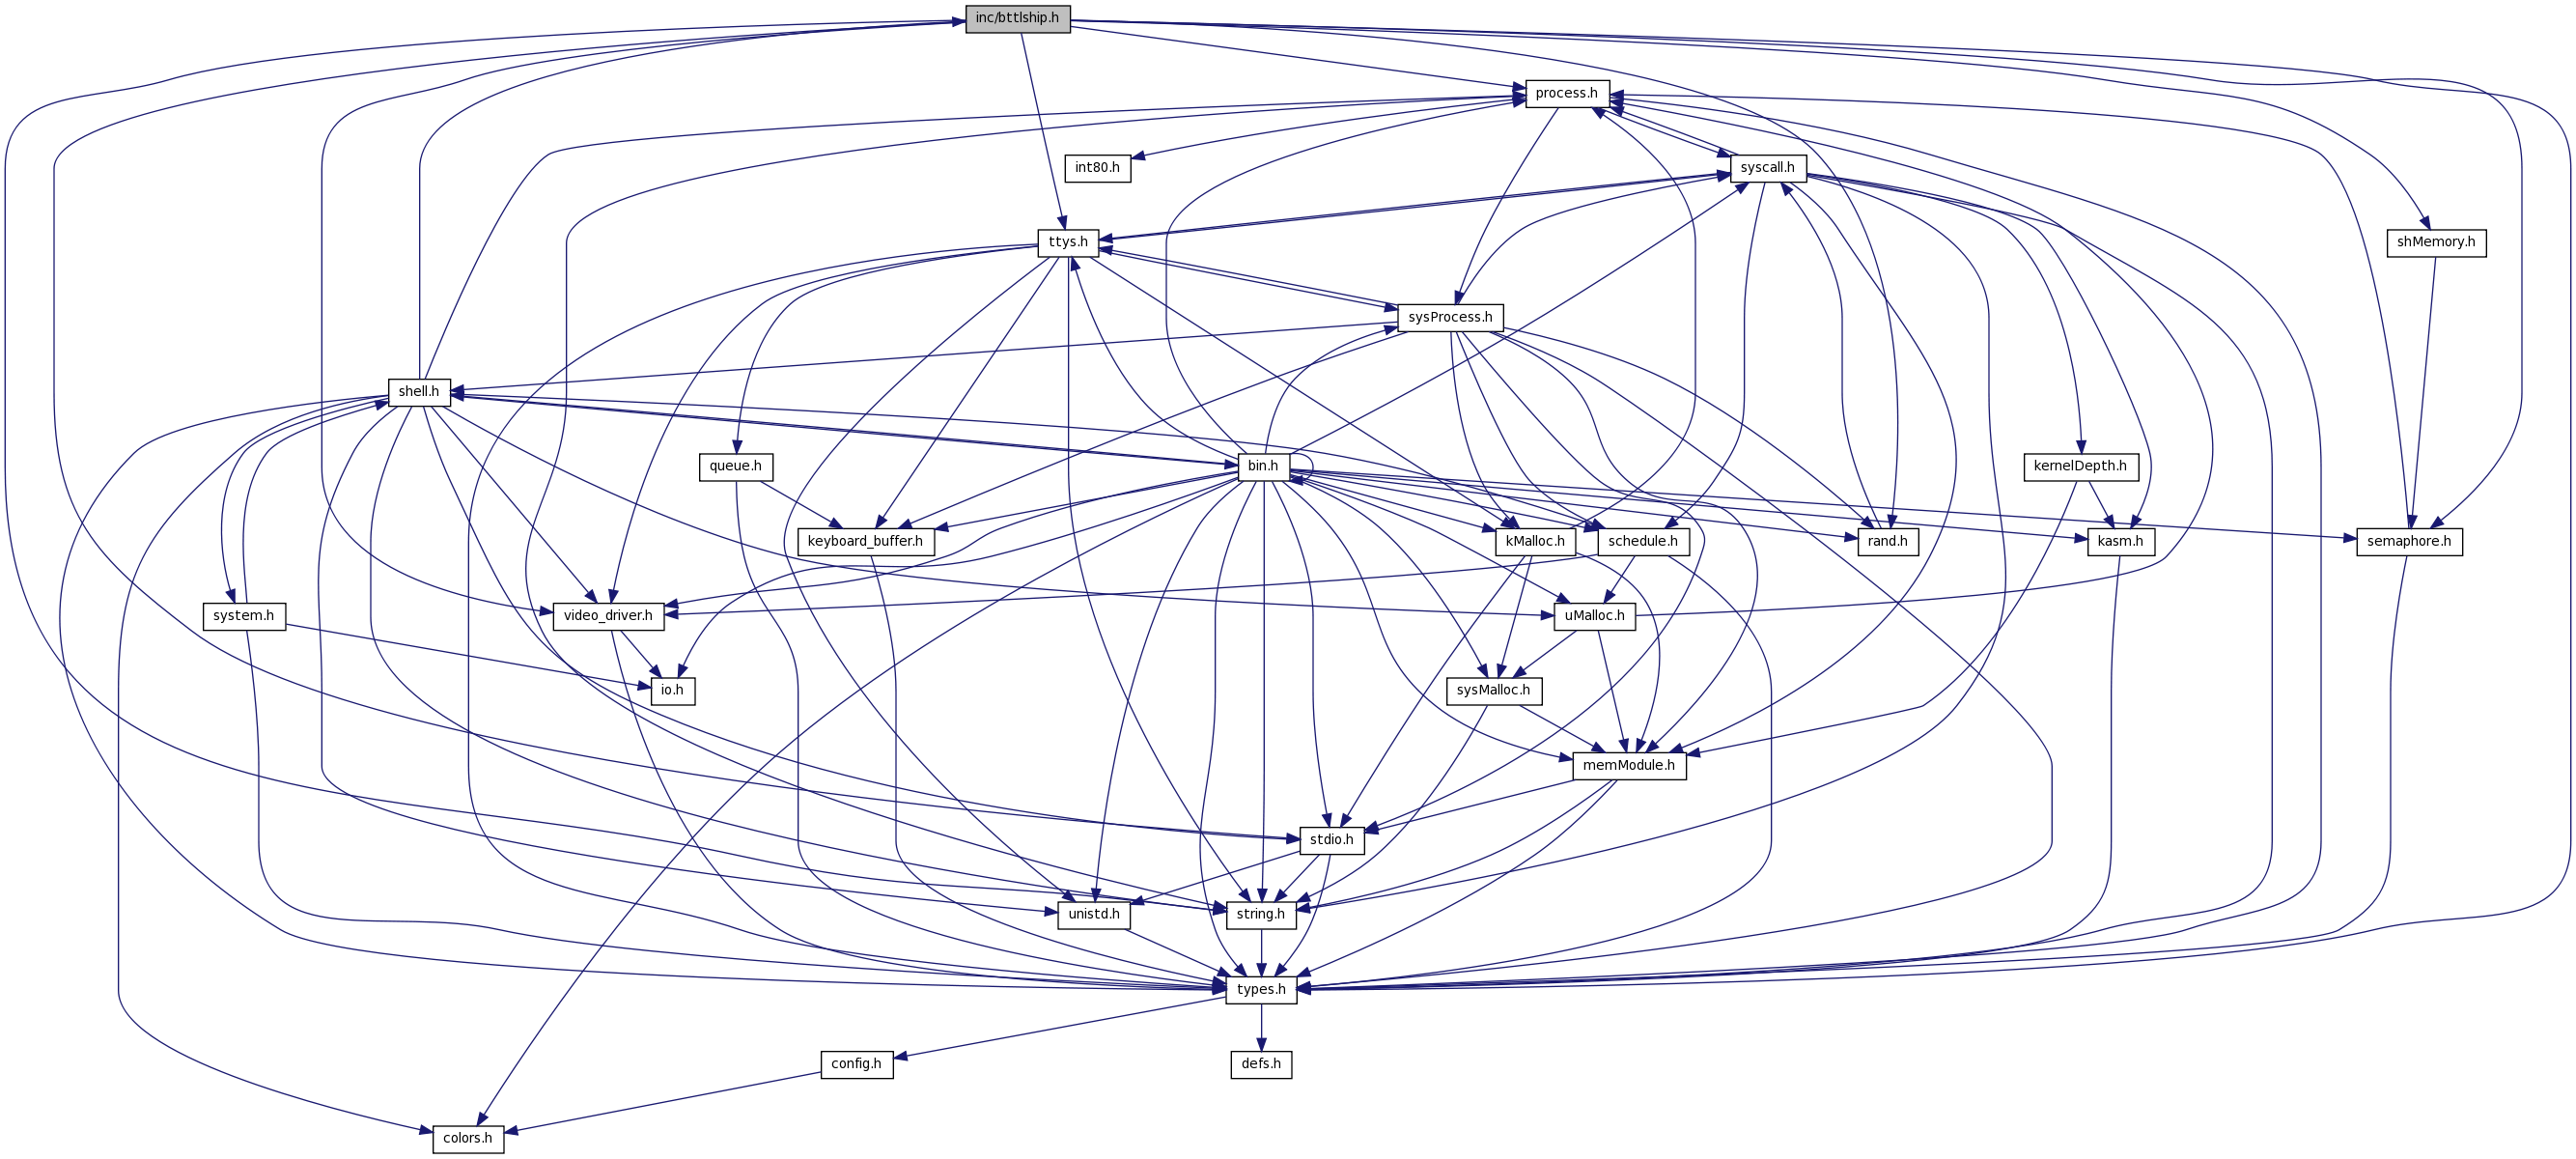 inc/bttlship.h
process.h
int80.h
syscall.h
ttys.h
shMemory.h
sysProcess.h
shell.h
queue.h
bin.h
kernelDepth.h
keyboard_buffer.h
kMalloc.h
schedule.h
rand.h
kasm.h
semaphore.h
system.h
video_driver.h
uMalloc.h
io.h
sysMalloc.h
memModule.h
stdio.h
unistd.h
string.h
types.h
config.h
defs.h
colors.h